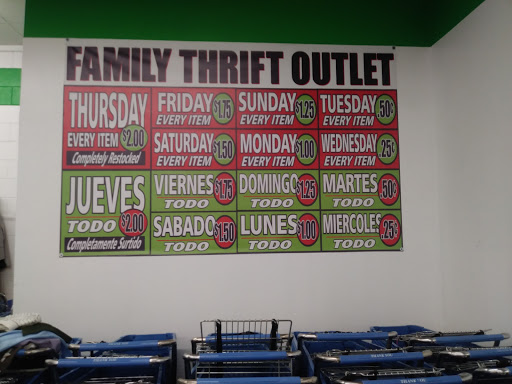 FAMILY THRIFT OUTLET
THURSDAY
EVERY ITEM $2.00
Completely Restocked
FRIDAY $1.75
EVERY ITEM
SUNDAY $1.25
EVERY ITEM
TUESDAY .50¢
EVERY ITEM
SATURDAY $1.50
EVERY ITEM
MONDAY $1.00
EVERY ITEM
WEDNESDAY .25¢
EVERY ITEM
JUEVES
TODO $2.00
Completamente Surtido
VIERNES $1.75
TODO
DOMINGO $1.25
TODO
MARTES .50¢
TODO
SABADO $1.50
TODO
LUNES $1.00
TODO
MIERCOLES .25¢
TODO